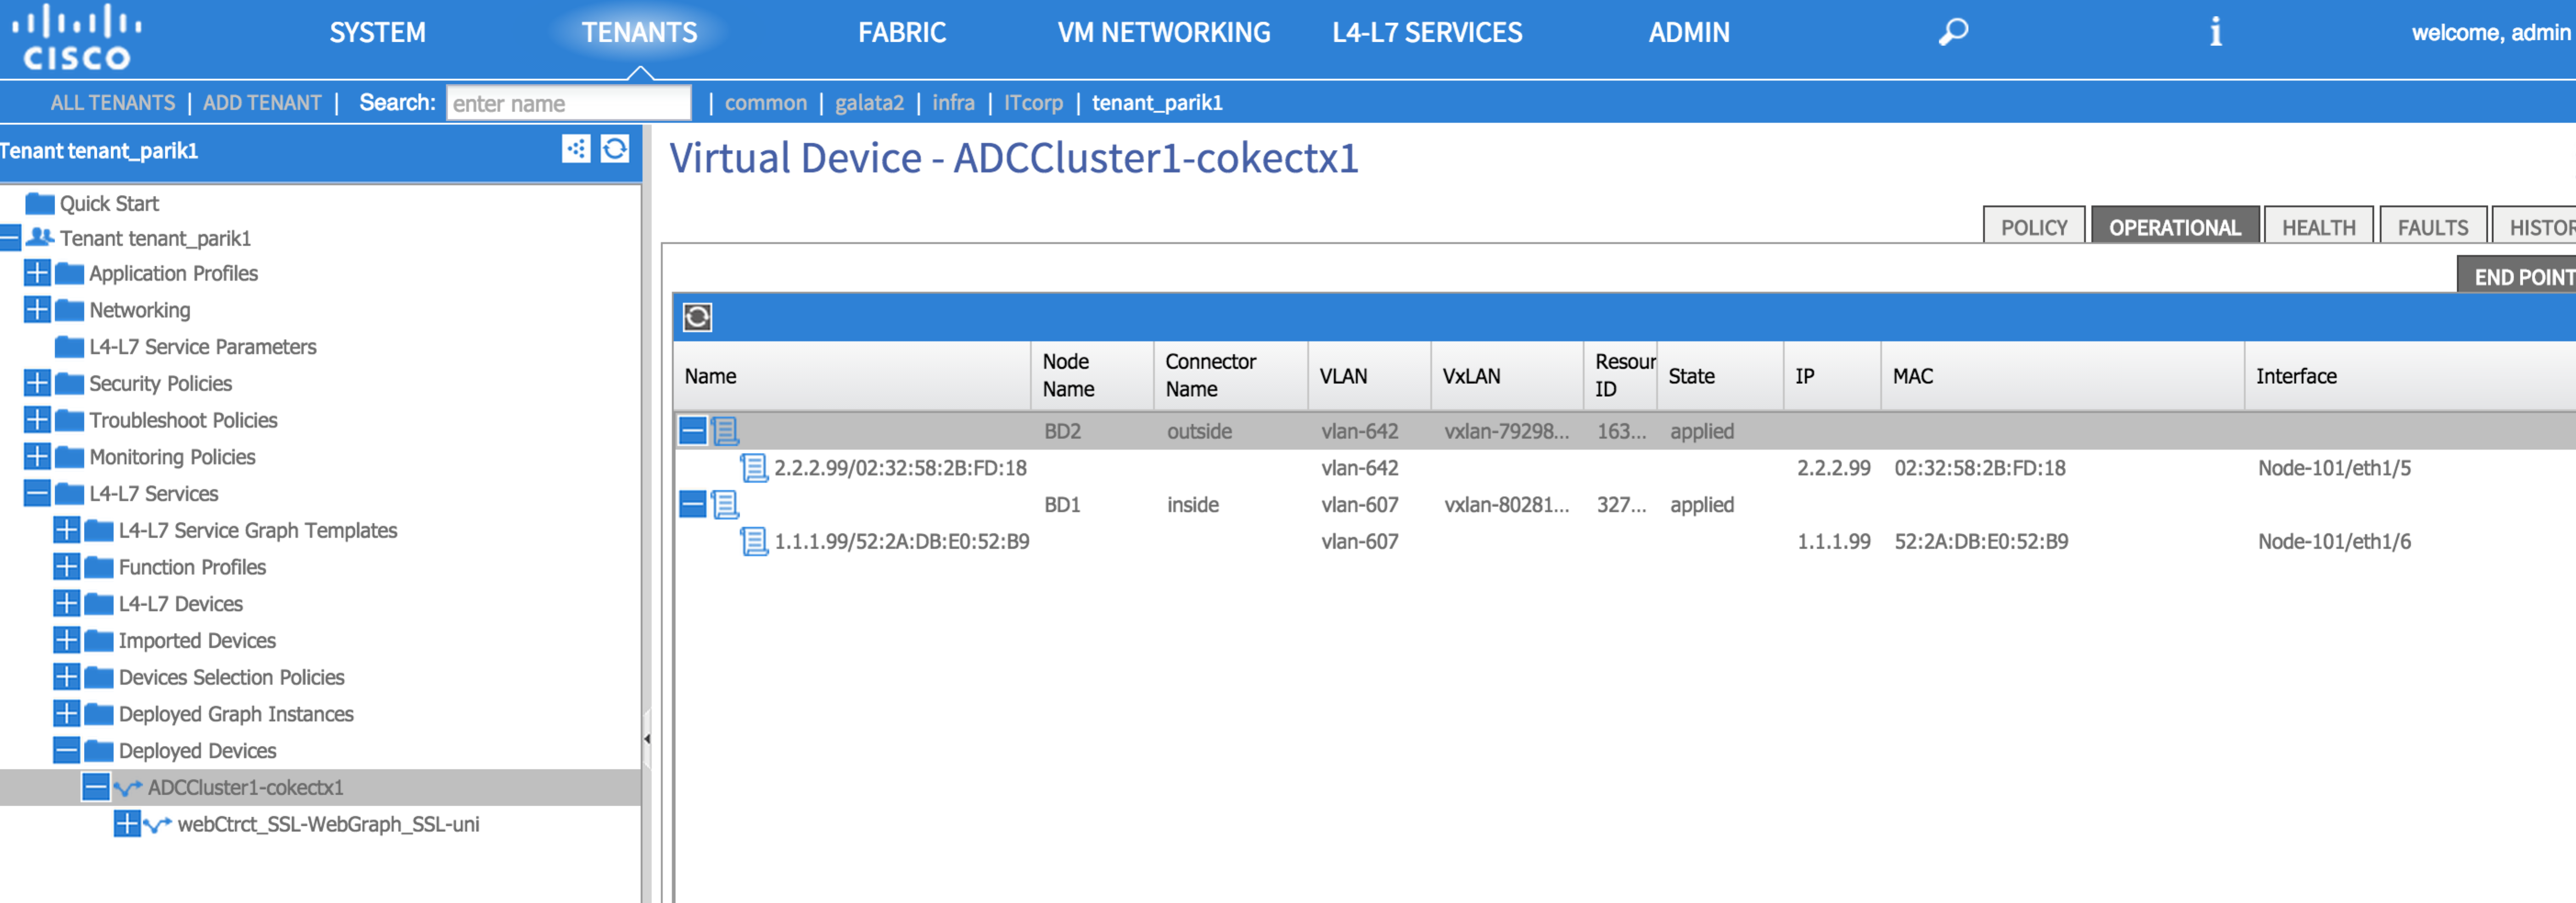 CISCO
SYSTEM TENANTS FABRIC VM NETWORKING L4-L7 SERVICES ADMIN i welcome, admin
ALL TENANTS | ADD TENANT | Search: enter name | common | galata2 | infra | ITcorp | tenant_parik1
Tenant tenant_parik1
Quick Start
Tenant tenant_parik1
Application Profiles
Networking
L4-L7 Service Parameters
Security Policies
Troubleshoot Policies
Monitoring Policies
L4-L7 Services
L4-L7 Service Graph Templates
Function Profiles
L4-L7 Devices
Imported Devices
Devices Selection Policies
Deployed Graph Instances
Deployed Devices
ADCCluster1-cokectx1
webCtrct_SSL-WebGraph_SSL-uni
Virtual Device - ADCCluster1-cokectx1
POLICY OPERATIONAL HEALTH FAULTS HISTOR
END POINT
Name Node Name Connector Name VLAN VxLAN Resour ID State IP MAC Interface
BD2 outside vlan-642 vxlan-79298... 163... applied
2.2.2.99/02:32:58:2B:FD:18 vlan-642 2.2.2.99 02:32:58:2B:FD:18 Node-101/eth1/5
BD1 inside vlan-607 vxlan-80281... 327... applied
1.1.1.99/52:2A:DB:E0:52:B9 vlan-607 1.1.1.99 52:2A:DB:E0:52:B9 Node-101/eth1/6